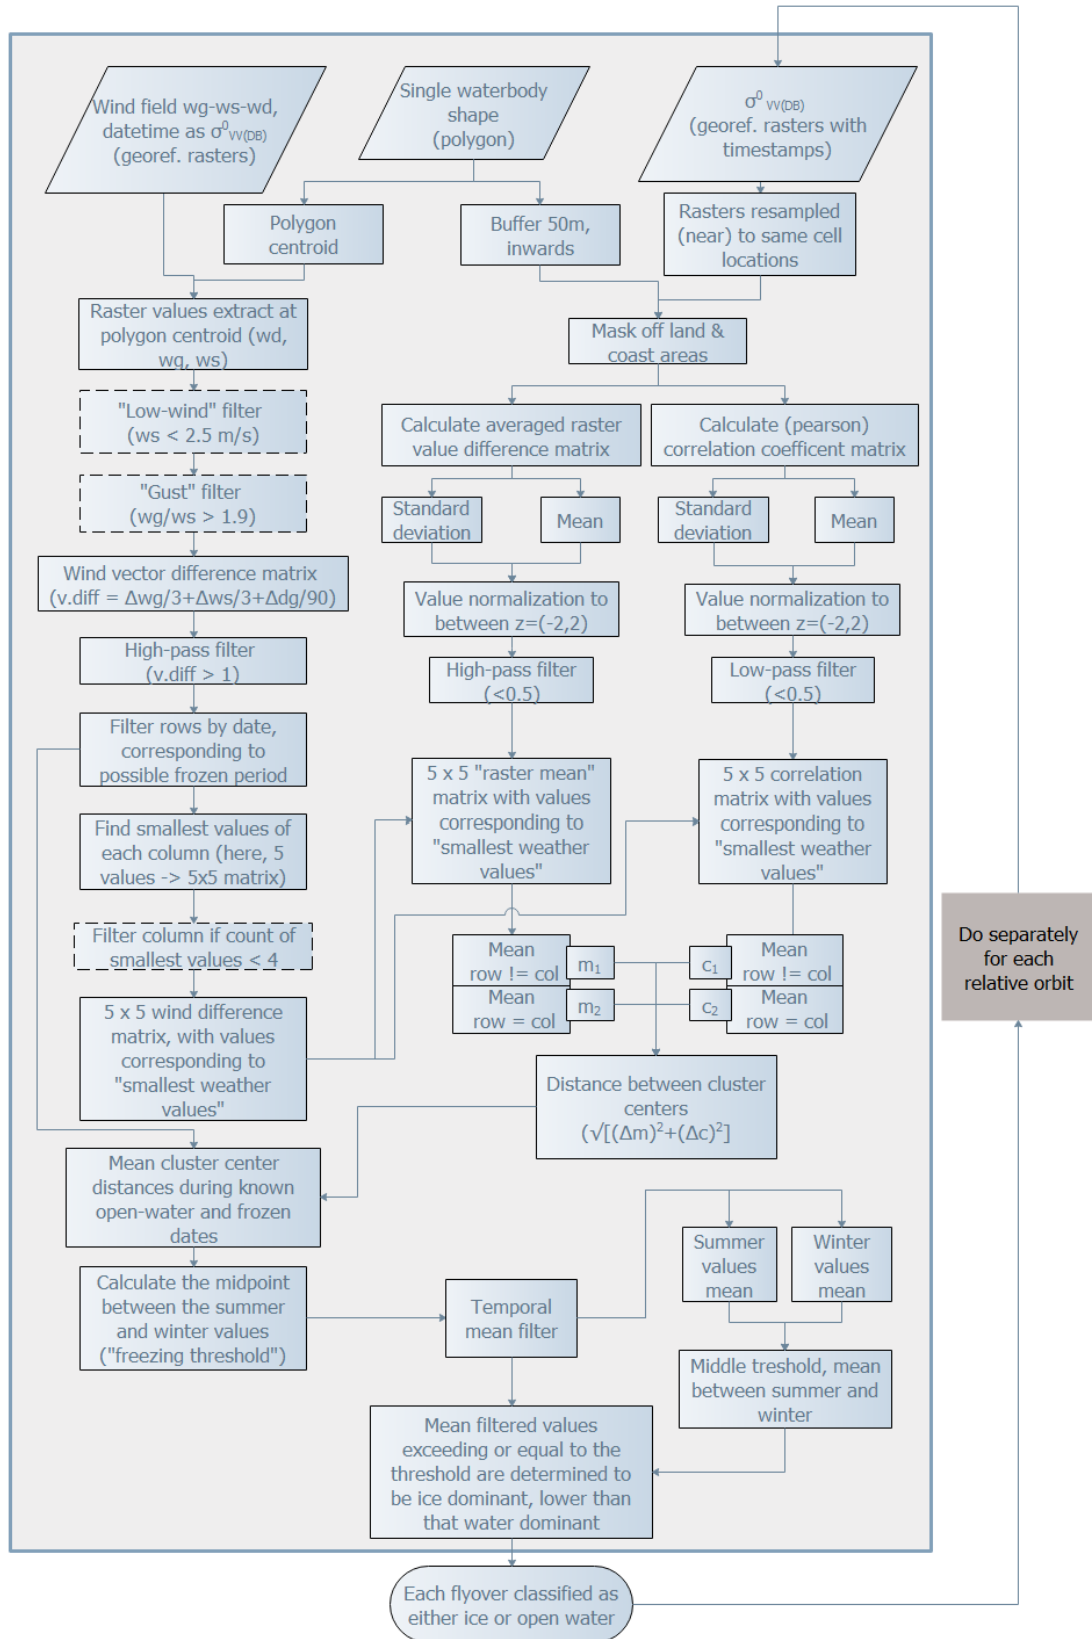 Wind field wg-ws-wd,
datetime as σ⁰VV(DB)
(georef. rasters)
Single waterbody
shape
(polygon)
σ⁰ VV(DB)
(georef. rasters with
timestamps)
Polygon
centroid
Buffer 50m,
inwards
Rasters resampled
(near) to same cell
locations
Raster values extract at
polygon centroid (wd,
wg, ws)
Mask off land &
coast areas
"Low-wind" filter
(ws < 2.5 m/s)
Calculate averaged raster
value difference matrix
Calculate (pearson)
correlation coefficent matrix
"Gust" filter
(wg/ws > 1.9)
Standard
deviation
Mean
Standard
deviation
Mean
Wind vector difference matrix
(v.diff = Δwg/3+Δws/3+Δdg/90)
Value normalization to
between z=(-2,2)
Value normalization to
between z=(-2,2)
High-pass filter
(v.diff > 1)
High-pass filter
(<0.5)
Low-pass filter
(<0.5)
Filter rows by date,
corresponding to
possible frozen period
5 x 5 "raster mean"
matrix with values
corresponding to
"smallest weather
values"
5 x 5 correlation
matrix with values
corresponding to
"smallest weather
values"
Find smallest values of
each column (here, 5
values -> 5x5 matrix)
Filter column if count of
smallest values < 4
Mean
row != col
m₁
c₁
Mean
row != col
Mean
row = col
m₂
c₂
Mean
row = col
Do separately
for each
relative orbit
5 x 5 wind difference
matrix, with values
corresponding to
"smallest weather
values"
Distance between cluster
centers
(√[(Δm)²+(Δc)²]
Mean cluster center
distances during known
open-water and frozen
dates
Summer
values
mean
Winter
values
mean
Calculate the midpoint
between the summer
and winter values
("freezing threshold")
Temporal
mean filter
Middle treshold, mean
between summer and
winter
Mean filtered values
exceeding or equal to the
threshold are determined to
be ice dominant, lower than
that water dominant
Each flyover classified as
either ice or open water